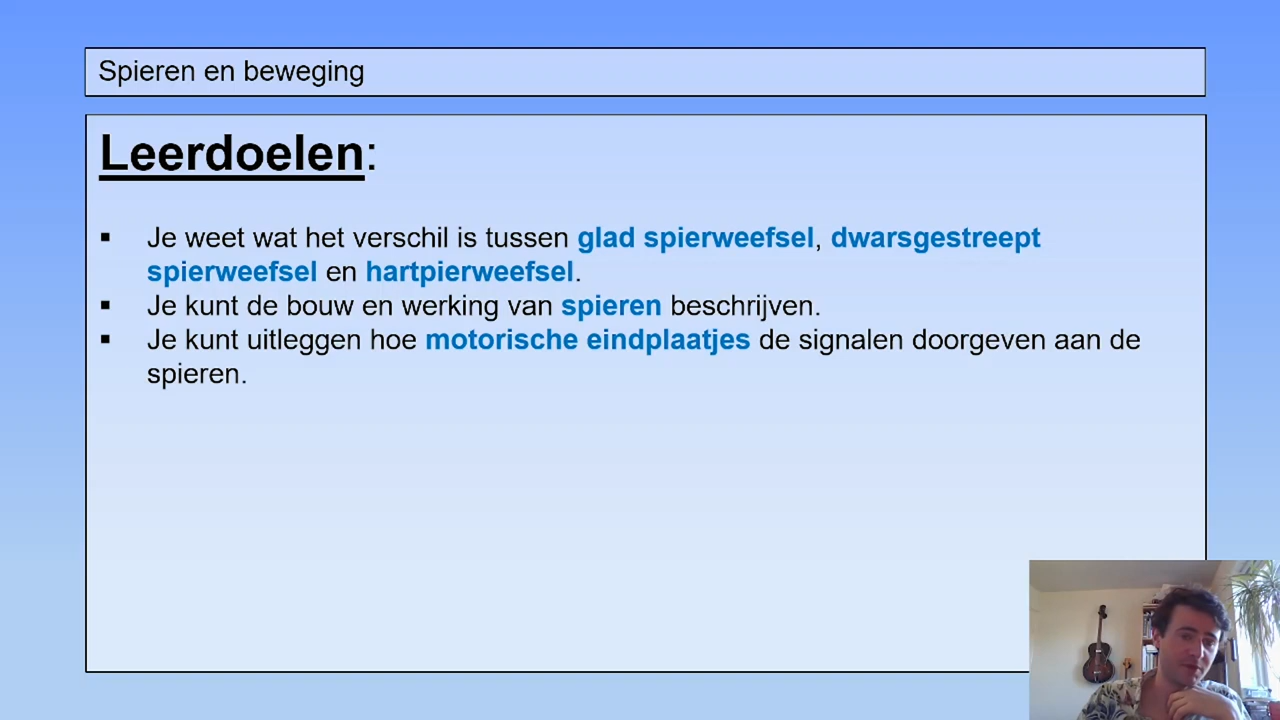 Spieren en beweging
Leerdoelen:
▪ Je weet wat het verschil is tussen glad spierweefsel, dwarsgestreept
spierweefsel en hartpierweefsel.
▪ Je kunt de bouw en werking van spieren beschrijven.
▪ Je kunt uitleggen hoe motorische eindplaatjes de signalen doorgeven aan de
spieren.